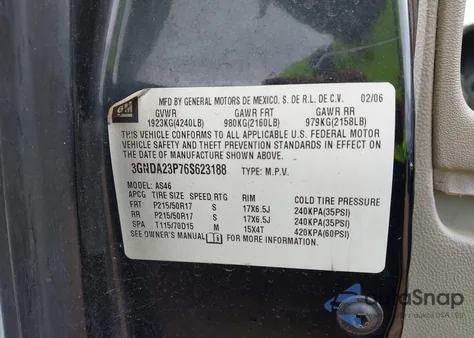 GM
MFD BY GENERAL MOTORS DE MEXICO, S. DE R.L. DE C.V. 02/06
GVWR GAWR FRT GAWR RR
1923KG(4240LB) 980KG(2160LB) 979KG(2158LB)
THIS VEHICLE CONFORMS TO ALL APPLICABLE U.S. FEDERAL MOTOR
VEHICLE SAFETY AND THEFT PREVENTION STANDARDS IN EFFECT
ON THE DATE OF MANUFACTURE SHOWN ABOVE.
3GNDA23P76S623188 TYPE: M.P.V.
MODEL: AS46
APCG TIRE SIZE SPEED RTG RIM COLD TIRE PRESSURE
FRT P215/50R17 S 17X6.5J 240KPA(35PSI)
RR P215/50R17 S 17X6.5J 240KPA(35PSI)
SPA T115/70D15 M 15X4T 420KPA(60PSI)
SEE OWNER'S MANUAL FOR MORE INFORMATION.
AutoSnap